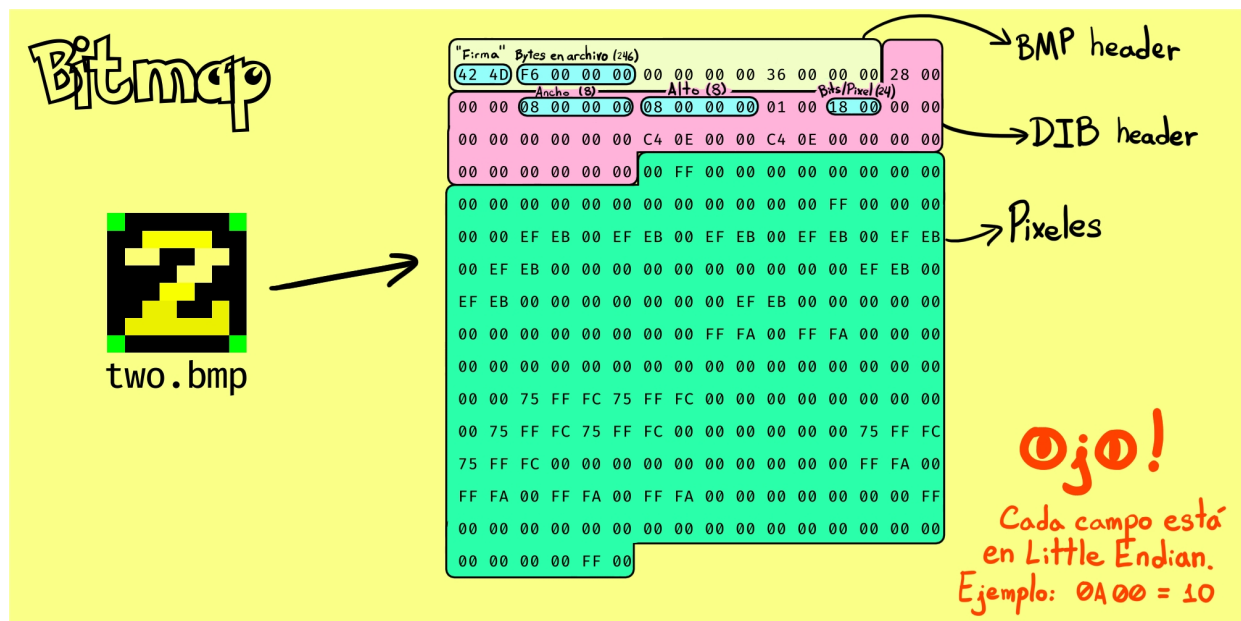 Bitmap
"Firma" Bytes en archivo (246)
42 4D F6 00 00 00 00 00 00 00 36 00 00 00 28 00
Ancho (8) Alto (8) Bits/Pixel (24)
00 00 08 00 00 00 08 00 00 00 01 00 18 00 00 00
00 00 00 00 00 00 C4 0E 00 00 C4 0E 00 00 00 00
00 00 00 00 00 00 00 FF 00 00 00 00 00 00 00 00
00 00 00 00 00 00 00 00 00 00 00 00 FF 00 00 00
00 00 EF EB 00 EF EB 00 EF EB 00 EF EB 00 EF EB
00 EF EB 00 00 00 00 00 00 00 00 00 00 EF EB 00
EF EB 00 00 00 00 00 00 00 EF EB 00 00 00 00 00
00 00 00 00 00 00 00 00 FF FA 00 FF FA 00 00 00
00 00 00 00 00 00 00 00 00 00 00 00 00 00 00 00
00 00 75 FF FC 75 FF FC 00 00 00 00 00 00 00 00
00 75 FF FC 75 FF FC 00 00 00 00 00 00 75 FF FC
75 FF FC 00 00 00 00 00 00 00 00 00 00 FF FA 00
FF FA 00 FF FA 00 FF FA 00 00 00 00 00 00 00 FF
00 00 00 00 00 00 00 00 00 00 00 00 00 00 00 00
00 00 00 00 FF 00
BMP header
DIB header
Pixeles
two.bmp
Ojo!
Cada campo está
en Little Endian.
Ejemplo: 0A 00 = 10